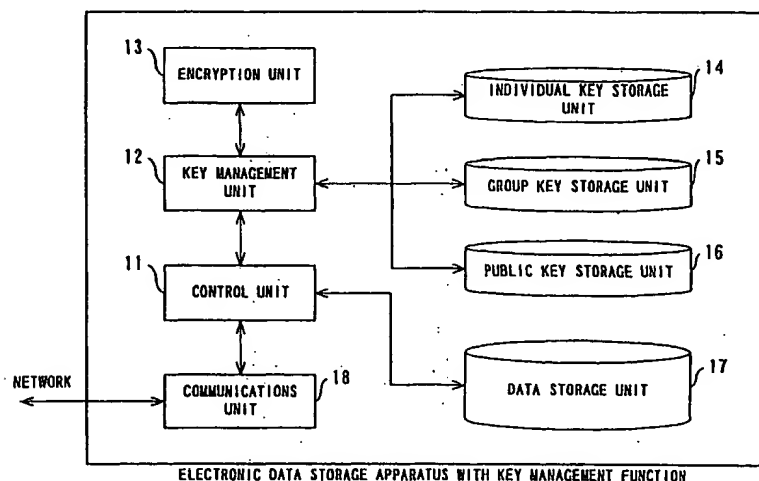 13
ENCRYPTION UNIT
14
INDIVIDUAL KEY STORAGE
UNIT
12
KEY MANAGEMENT
UNIT
15
GROUP KEY STORAGE UNIT
16
PUBLIC KEY STORAGE UNIT
11
CONTROL UNIT
NETWORK
COMMUNICATIONS
UNIT
18
17
DATA STORAGE UNIT
ELECTRONIC DATA STORAGE APPARATUS WITH KEY MANAGEMENT FUNCTION